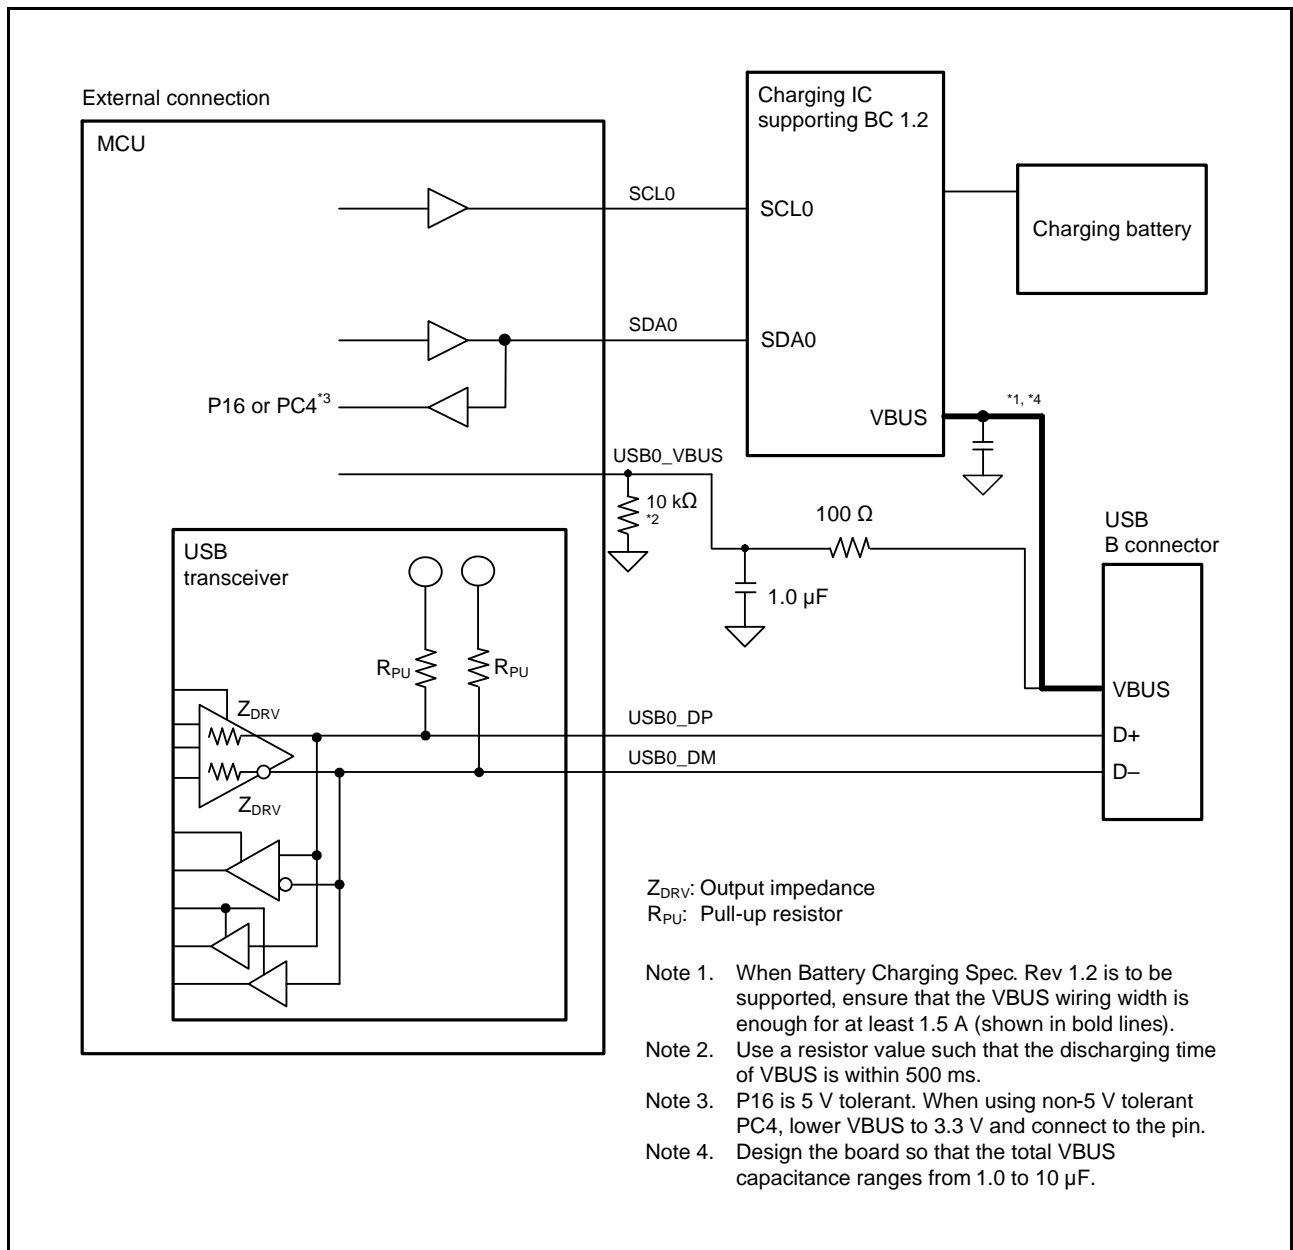 External connection
MCU
Charging IC
supporting BC 1.2
SCL0
SCL0
Charging battery
SDA0
SDA0
P16 or PC4*3
VBUS
*1, *4
USB0_VBUS
10 kΩ
*2
100 Ω
1.0 µF
USB
B connector
USB
transceiver
RPU
RPU
VBUS
ZDRV
USB0_DP
D+
USB0_DM
D–
ZDRV
ZDRV: Output impedance
RPU: Pull-up resistor
Note 1. When Battery Charging Spec. Rev 1.2 is to be
supported, ensure that the VBUS wiring width is
enough for at least 1.5 A (shown in bold lines).
Note 2. Use a resistor value such that the discharging time
of VBUS is within 500 ms.
Note 3. P16 is 5 V tolerant. When using non-5 V tolerant
PC4, lower VBUS to 3.3 V and connect to the pin.
Note 4. Design the board so that the total VBUS
capacitance ranges from 1.0 to 10 µF.